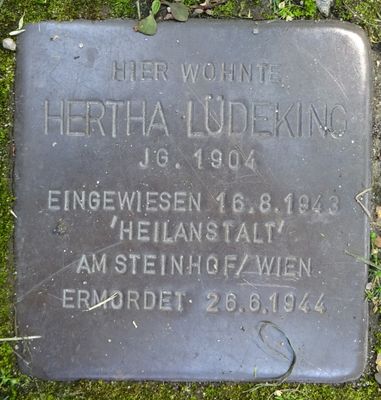 HIER WOHNTE
HERTHA LÜDEKING
JG. 1904
EINGEWIESEN 16.8.1943
'HEILANSTALT'
AM STEINHOF/WIEN
ERMORDET 26.6.1944